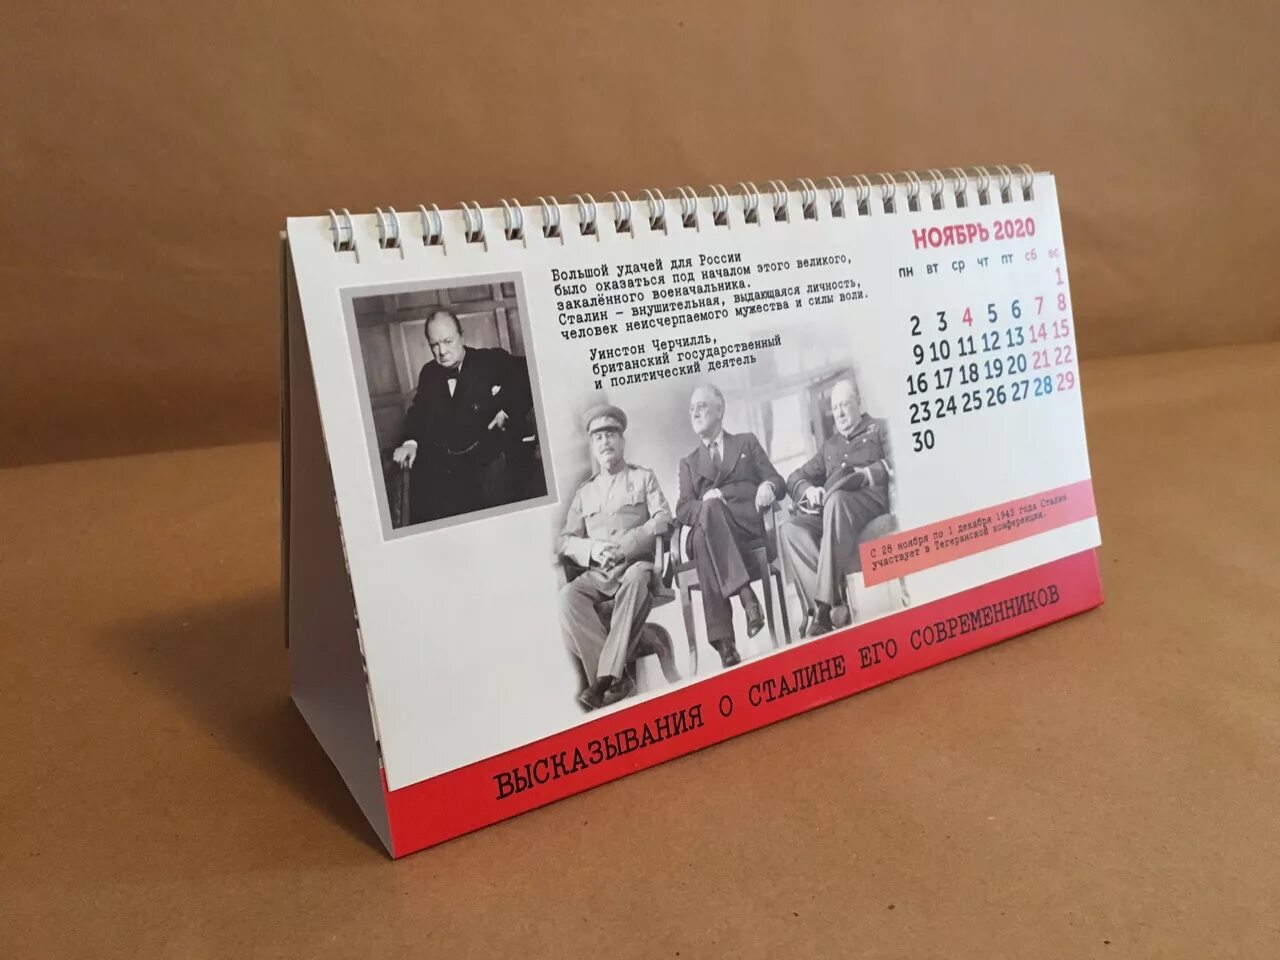 Большой удачей для России
было оказаться под началом этого великого,
закалённого военачальника.
Сталин – внушительная, выдающаяся личность,
человек неисчерпаемого мужества и силы воли.
Уинстон Черчилль,
британский государственный
и политический деятель
НОЯБРЬ 2020
пн вт ср чт пт сб вс
1
2 3 4 5 6 7 8
9 10 11 12 13 14 15
16 17 18 19 20 21 22
23 24 25 26 27 28 29
30
С 28 ноября по 1 декабря 1943 года Сталин
участвует в Тегеранской конференции.
ВЫСКАЗЫВАНИЯ О СТАЛИНЕ ЕГО СОВРЕМЕННИКОВ